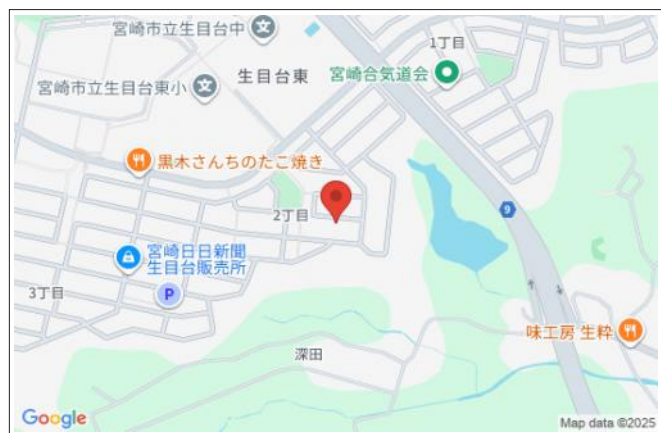 宮崎市立生目台中
1丁目
宮崎合気道会
生目台東
宮崎市立生目台東小
黒木さんちのたこ焼き
2丁目
9
宮崎日日新聞
生目台販売所
P
3丁目
味工房 生粋
深田
Google
Map data ©2025
文
文